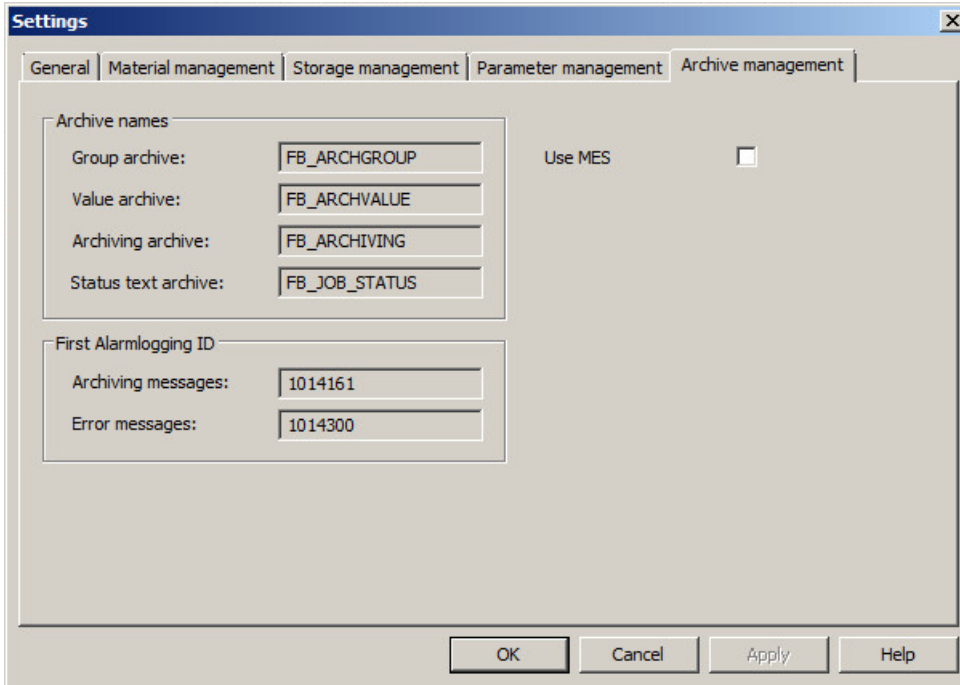 Settings
General Material management Storage management Parameter management Archive management
Archive names
Group archive: FB_ARCHGROUP Use MES
Value archive: FB_ARCHVALUE
Archiving archive: FB_ARCHIVING
Status text archive: FB_JOB_STATUS
First Alarmlogging ID
Archiving messages: 1014161
Error messages: 1014300
OK Cancel Apply Help